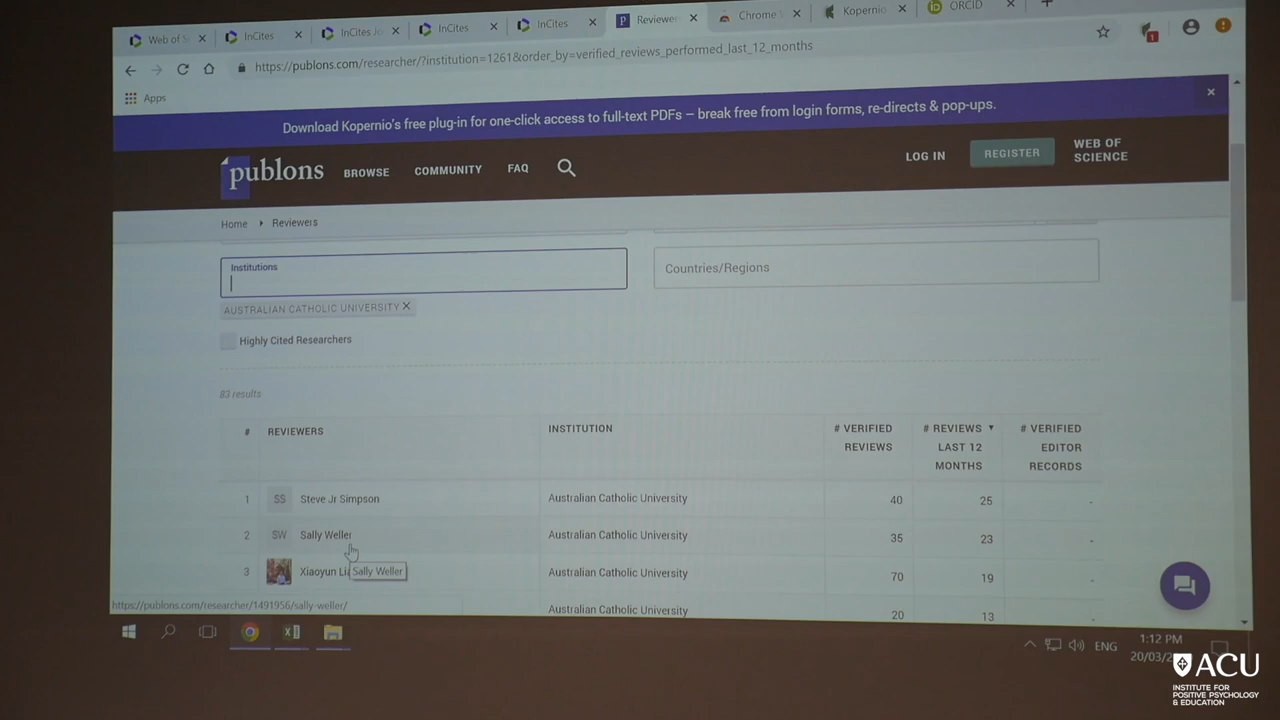 Web of S
InCites
InCites Jo
InCites
InCites
Reviewer
Chrome
Kopernio
ORCID
https://publons.com/researcher/?institution=1261&order_by=verified_reviews_performed_last_12_months
1
Apps
Download Kopernio's free plug-in for one-click access to full-text PDFs – break free from login forms, re-directs & pop-ups.
publons
BROWSE
COMMUNITY
FAQ
LOG IN
REGISTER
WEB OF
SCIENCE
Home
Reviewers
Institutions
Countries/Regions
AUSTRALIAN CATHOLIC UNIVERSITY
Highly Cited Researchers
83 results
# REVIEWERS INSTITUTION # VERIFIED REVIEWS # REVIEWS LAST 12 MONTHS # VERIFIED EDITOR RECORDS
1 SS Steve Jr Simpson Australian Catholic University 40 25 -
2 SW Sally Weller Australian Catholic University 35 23 -
3 Xiaoyun Lia Australian Catholic University 70 19 -
Sally Weller
Australian Catholic University 20 13 -
https://publons.com/researcher/1491956/sally-weller/
ENG
1:12 PM
20/03/2
ACU
INSTITUTE FOR
POSITIVE PSYCHOLOGY
& EDUCATION